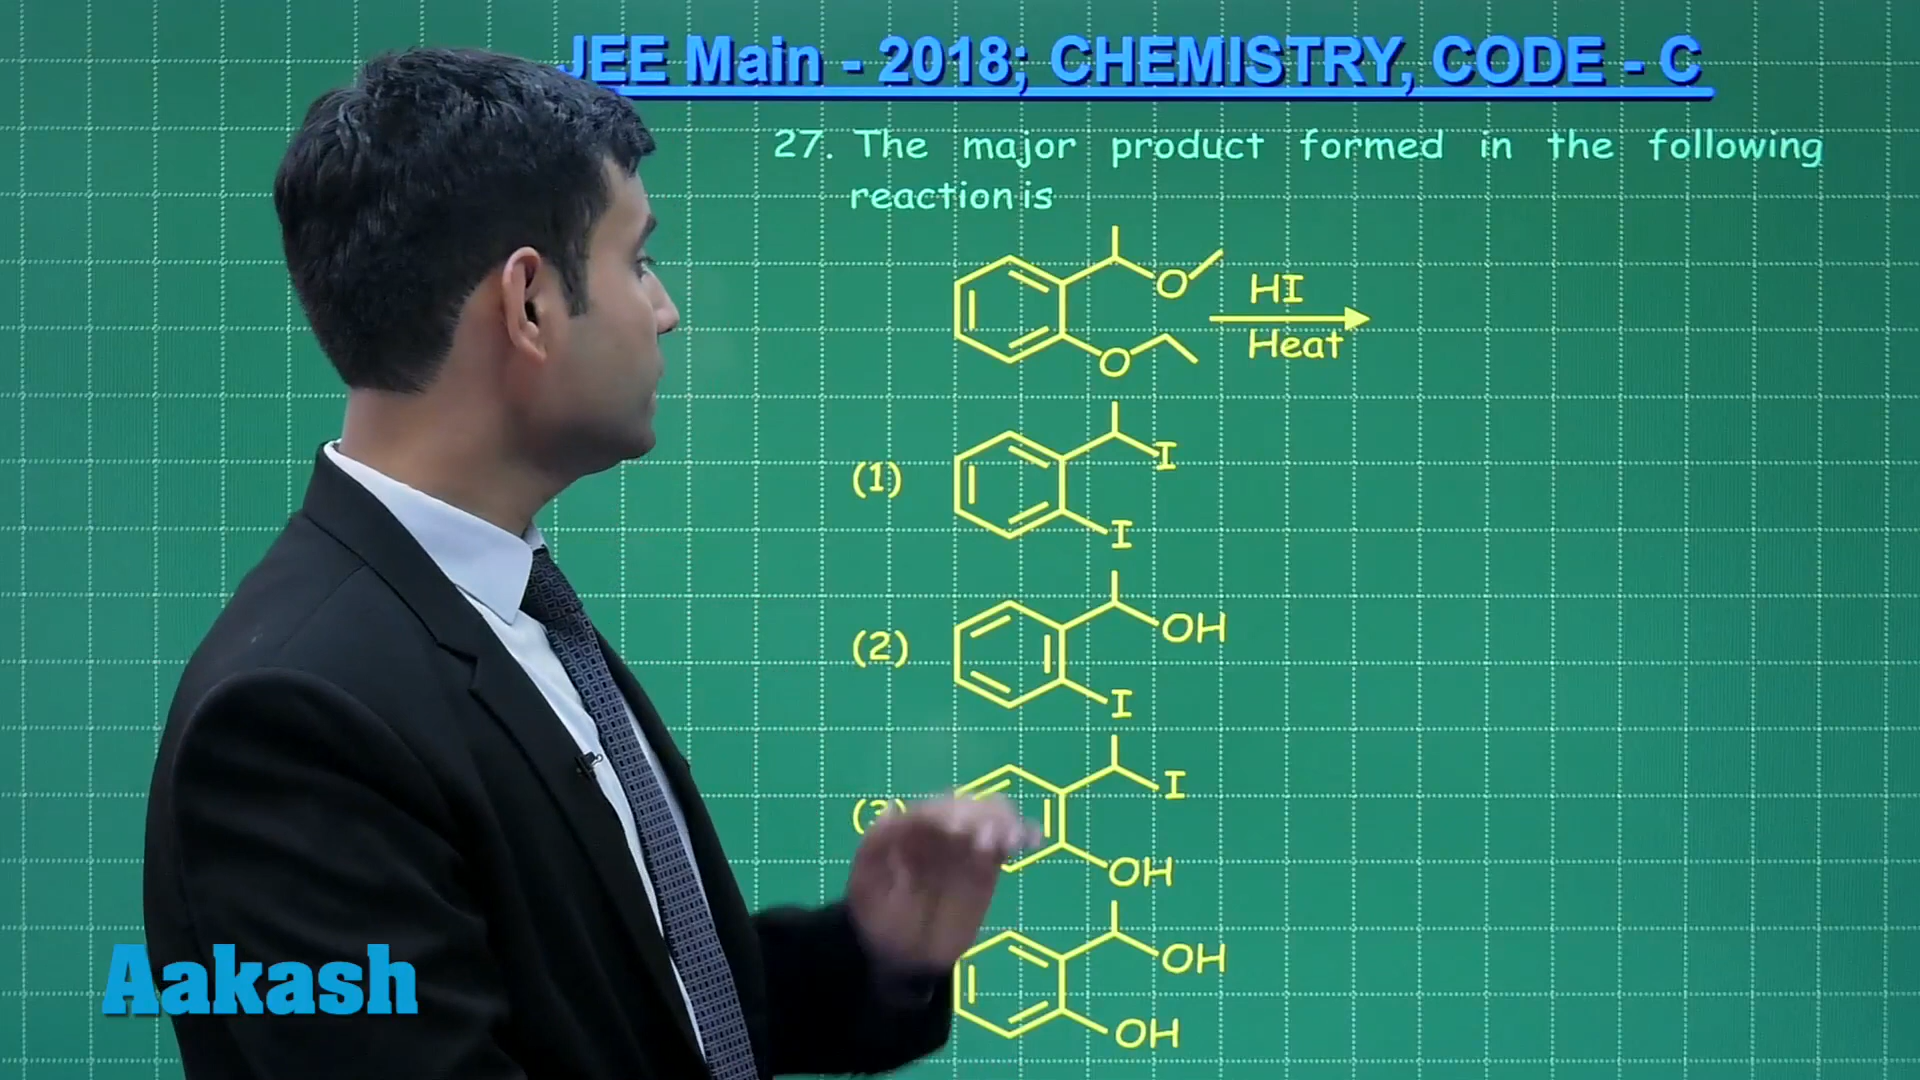 JEE Main - 2018; CHEMISTRY, CODE - C
27. The major product formed in the following
reaction is
O
HI
Heat
O
I
(1)
I
OH
(2)
I
I
(3)
OH
OH
OH
Aakash